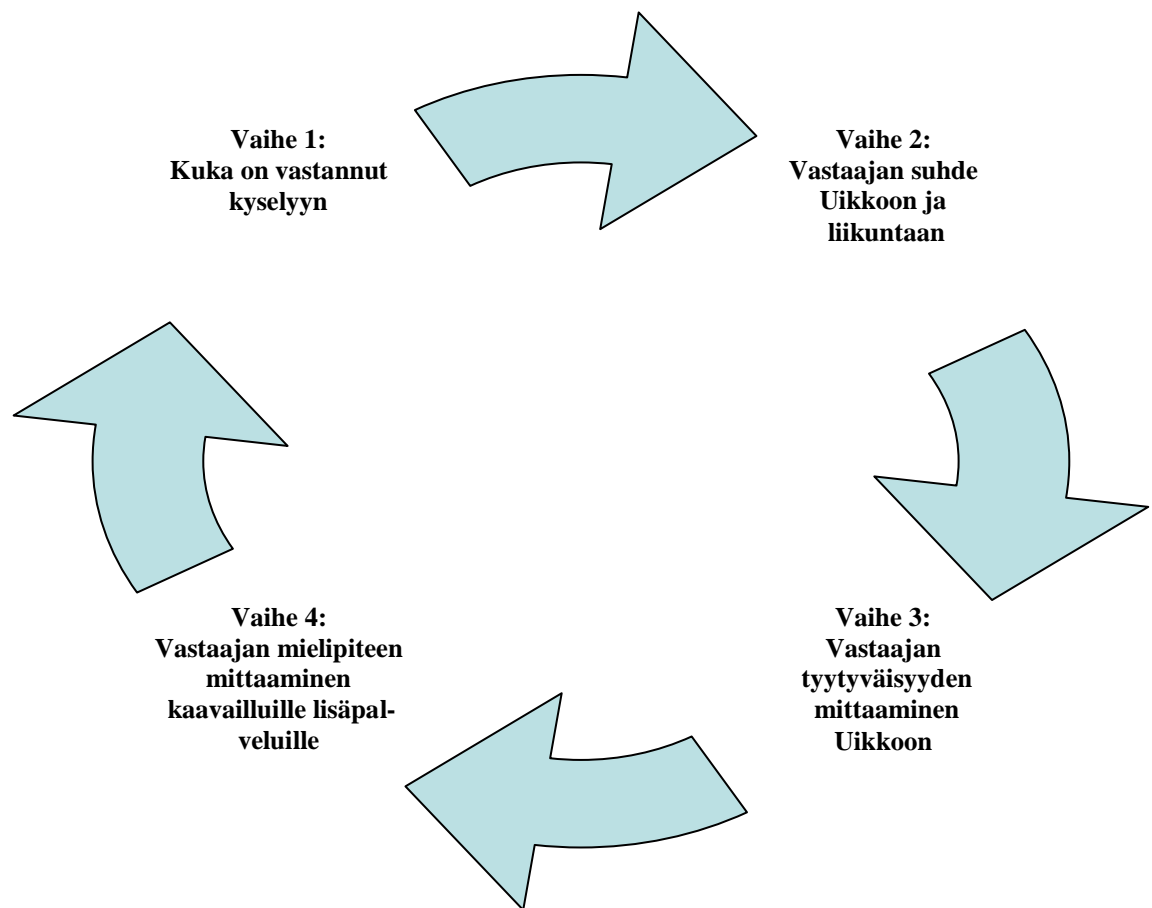 Vaihe 1:
Kuka on vastannut
kyselyyn
Vaihe 2:
Vastaajan suhde
Uikkoon ja
liikuntaan
Vaihe 3:
Vastaajan
tyytyväisyyden
mittaaminen
Uikkoon
Vaihe 4:
Vastaajan mielipiteen
mittaaminen
kaavailluille lisäpal-
veluille